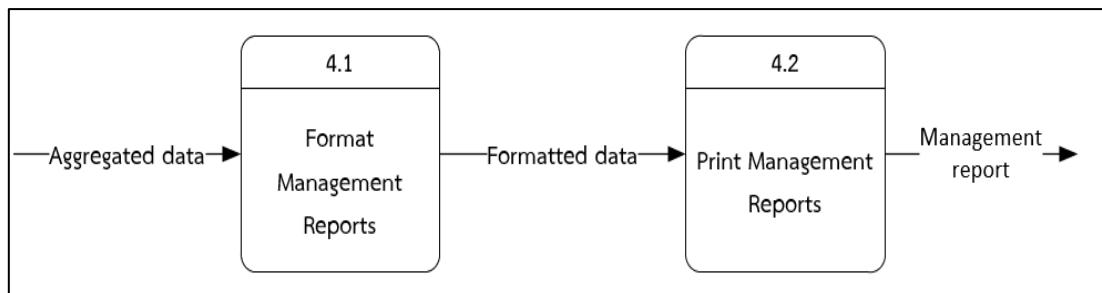 4.1
Format
Management
Reports
4.2
Print Management
Reports
Aggregated data
Formatted data
Management
report